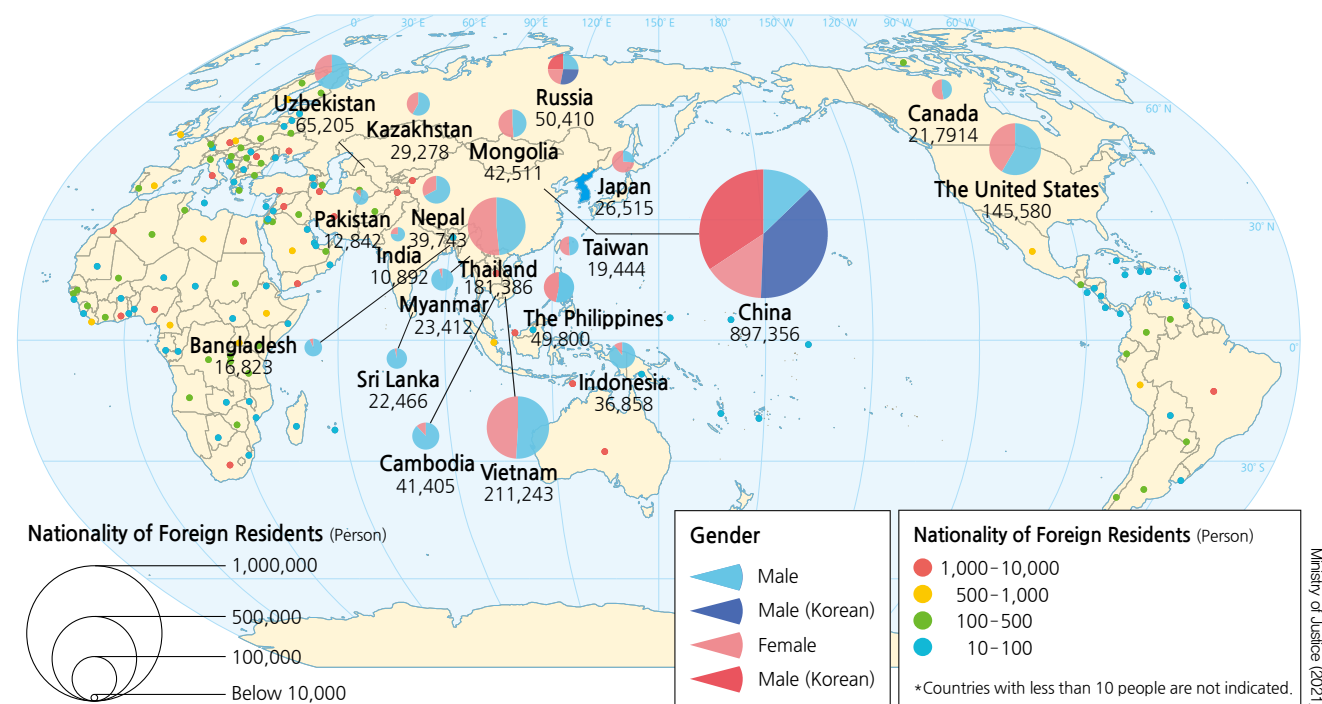 0°
30° E
60° E
90° E
120° E
150° E
180°
150° W
120° W
90° W
60° W
60° N
30° N
0°
30° S
Uzbekistan
65,205
Kazakhstan
29,278
Mongolia
42,511
Russia
50,410
Canada
21,7914
The United States
145,580
Japan
26,515
Pakistan
12,842
Nepal
39,743
India
10,892
Taiwan
19,444
Thailand
181,386
Myanmar
23,412
The Philippines
49,800
China
897,356
Bangladesh
16,823
Sri Lanka
22,466
Indonesia
36,858
Cambodia
41,405
Vietnam
211,243
Nationality of Foreign Residents (Person)
1,000,000
500,000
100,000
Below 10,000
Gender
Male
Male (Korean)
Female
Male (Korean)
Nationality of Foreign Residents (Person)
1,000–10,000
500–1,000
100–500
10–100
*Countries with less than 10 people are not indicated.
Ministry of Justice (2021